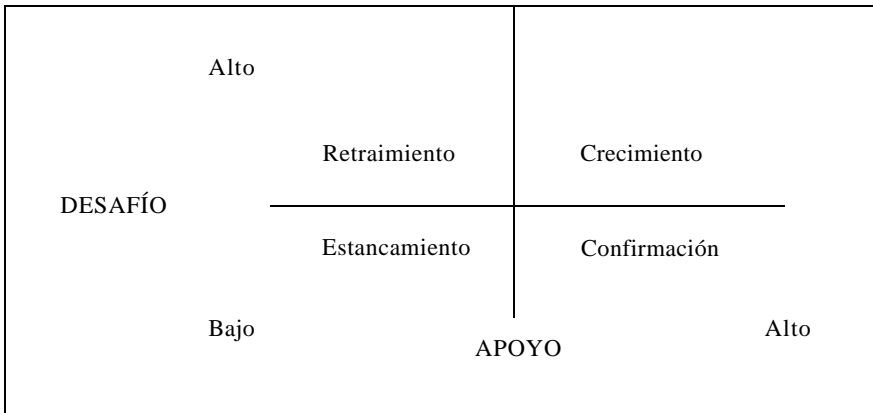 Alto
Retraimiento Crecimiento
DESAFÍO
Estancamiento Confirmación
Bajo Alto
APOYO